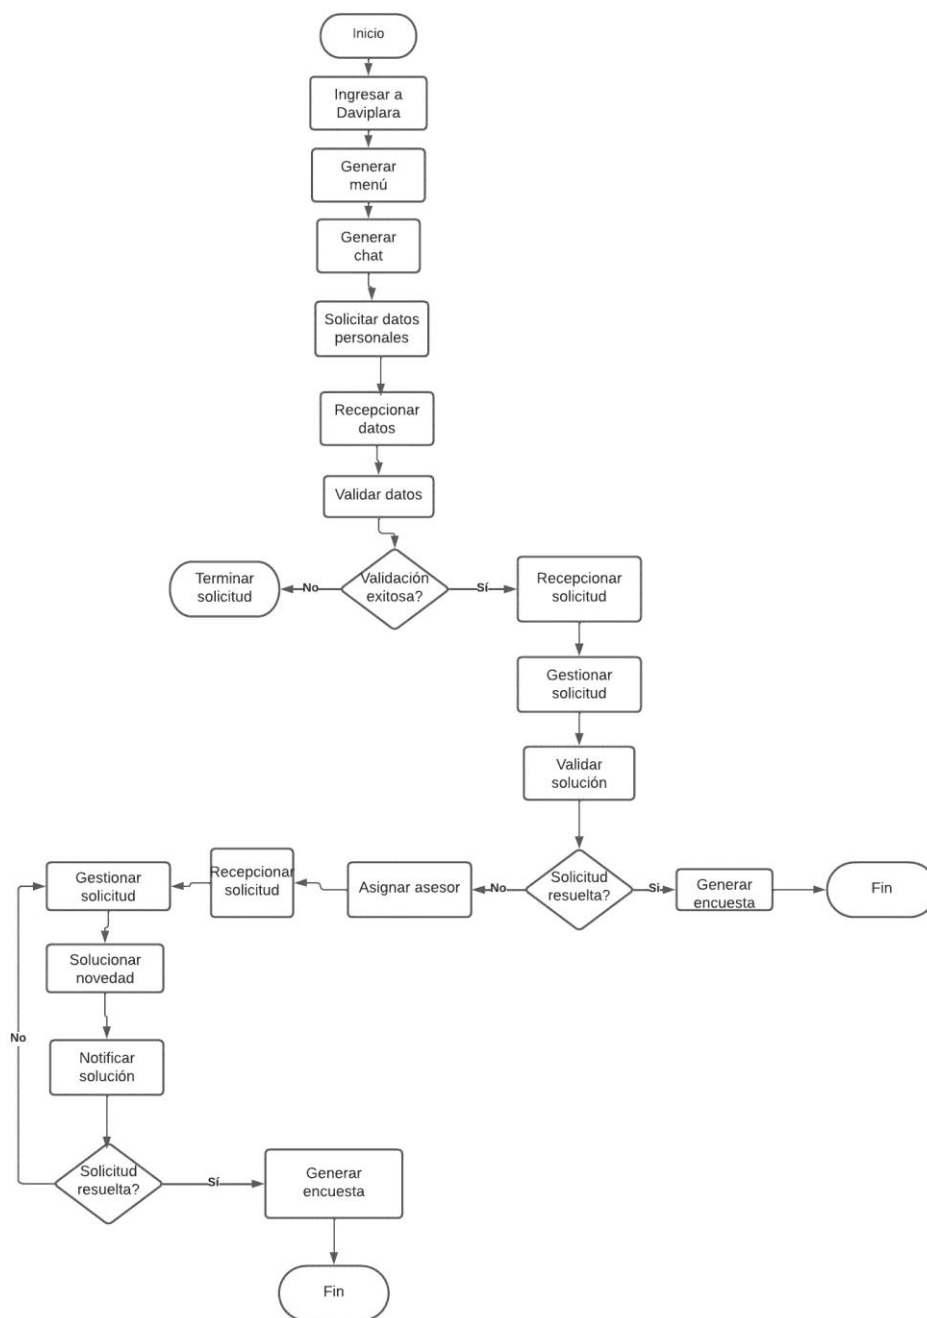 Inicio
Ingresar a
Daviplara
Generar
menú
Generar
chat
Solicitar datos
personales
Recepcionar
datos
Validar datos
Validación
exitosa?
No
Terminar
solicitud
Sí
Recepcionar
solicitud
Gestionar
solicitud
Validar
solución
Solicitud
resuelta?
Si
Generar
encuesta
Fin
No
Asignar asesor
Recepcionar
solicitud
Gestionar
solicitud
Solucionar
novedad
Notificar
solución
Solicitud
resuelta?
No
Sí
Generar
encuesta
Fin